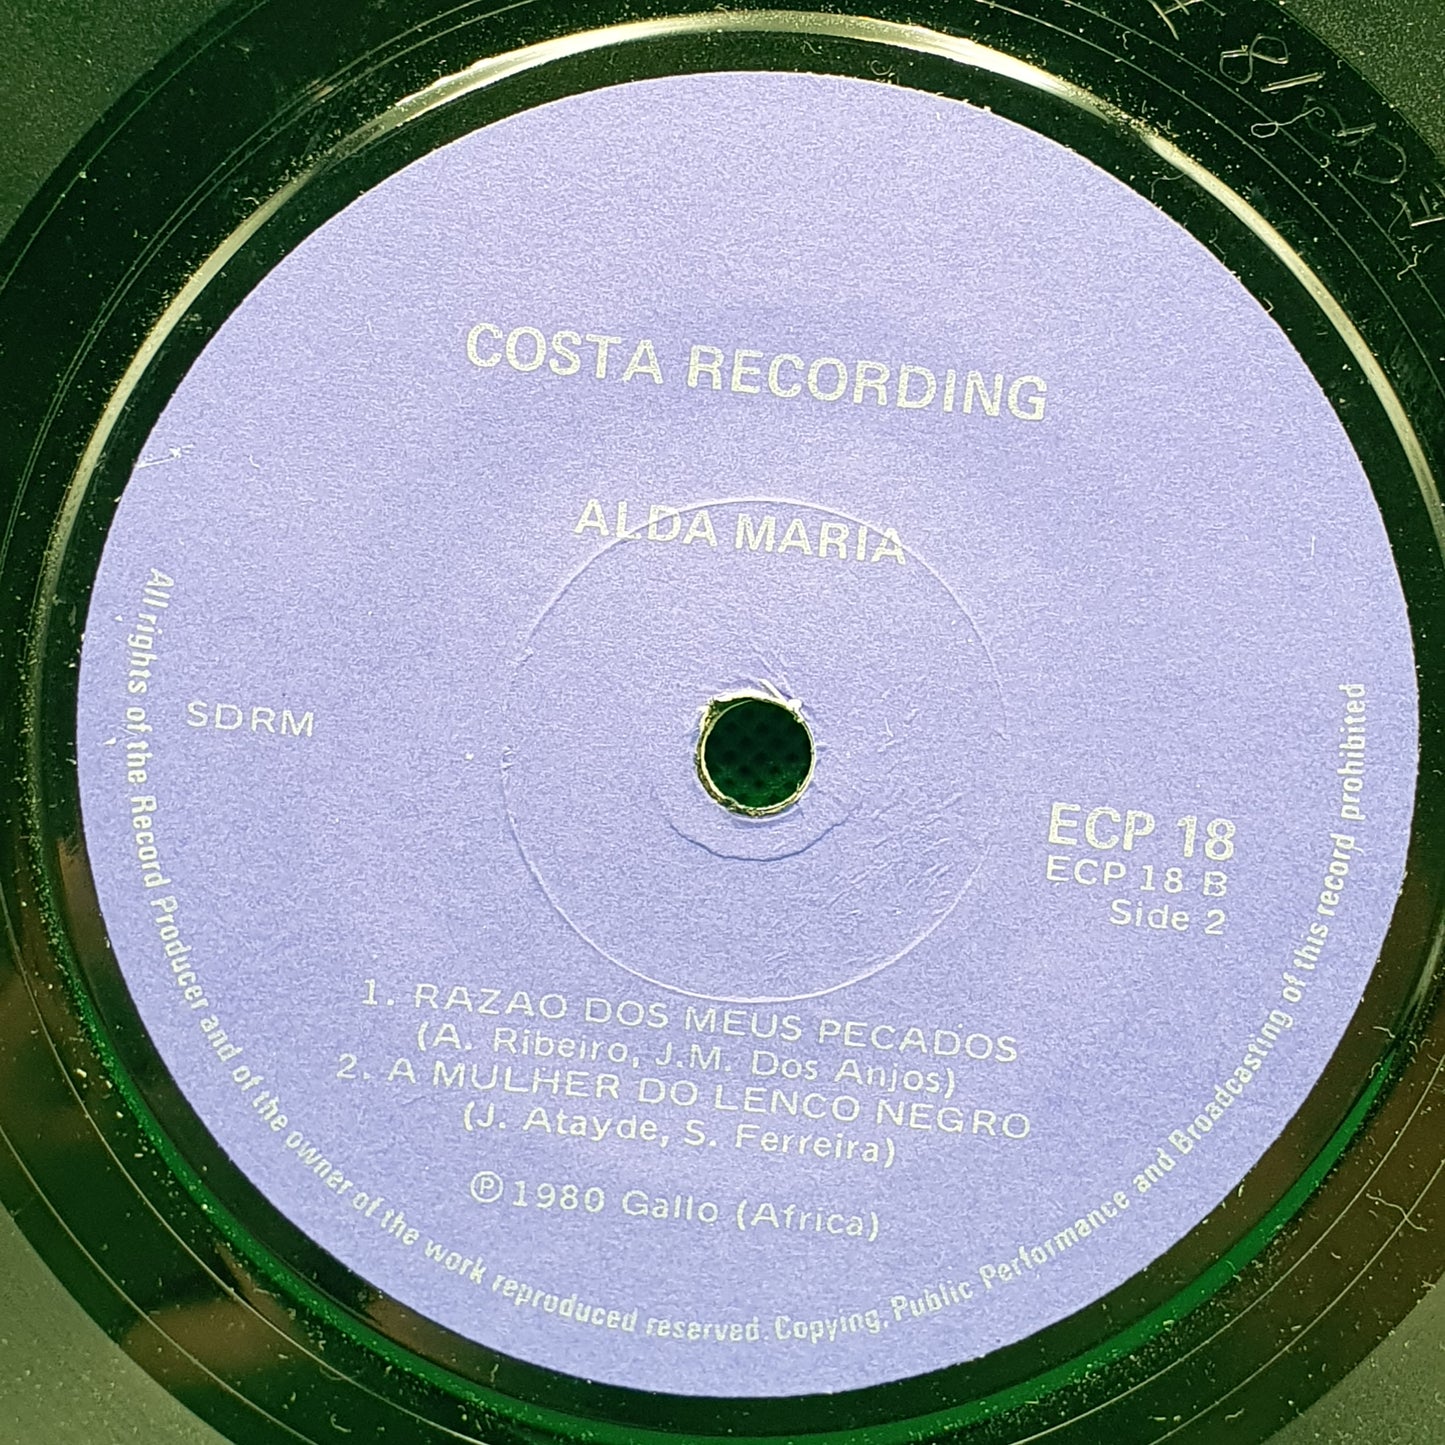 COSTA RECORDING
ALDA MARIA
SDRM
ECP 18
ECP 18 B
Side 2
1. RAZAO DOS MEUS PECADOS
(A. Ribeiro, J.M. Dos Anjos)
2. A MULHER DO LENCO NEGRO
(J. Atayde, S. Ferreira)
℗ 1980 Gallo (Africa)
All rights of the Record Producer and of the owner of the work reproduced reserved. Copying, Public Performance and Broadcasting of this record prohibited